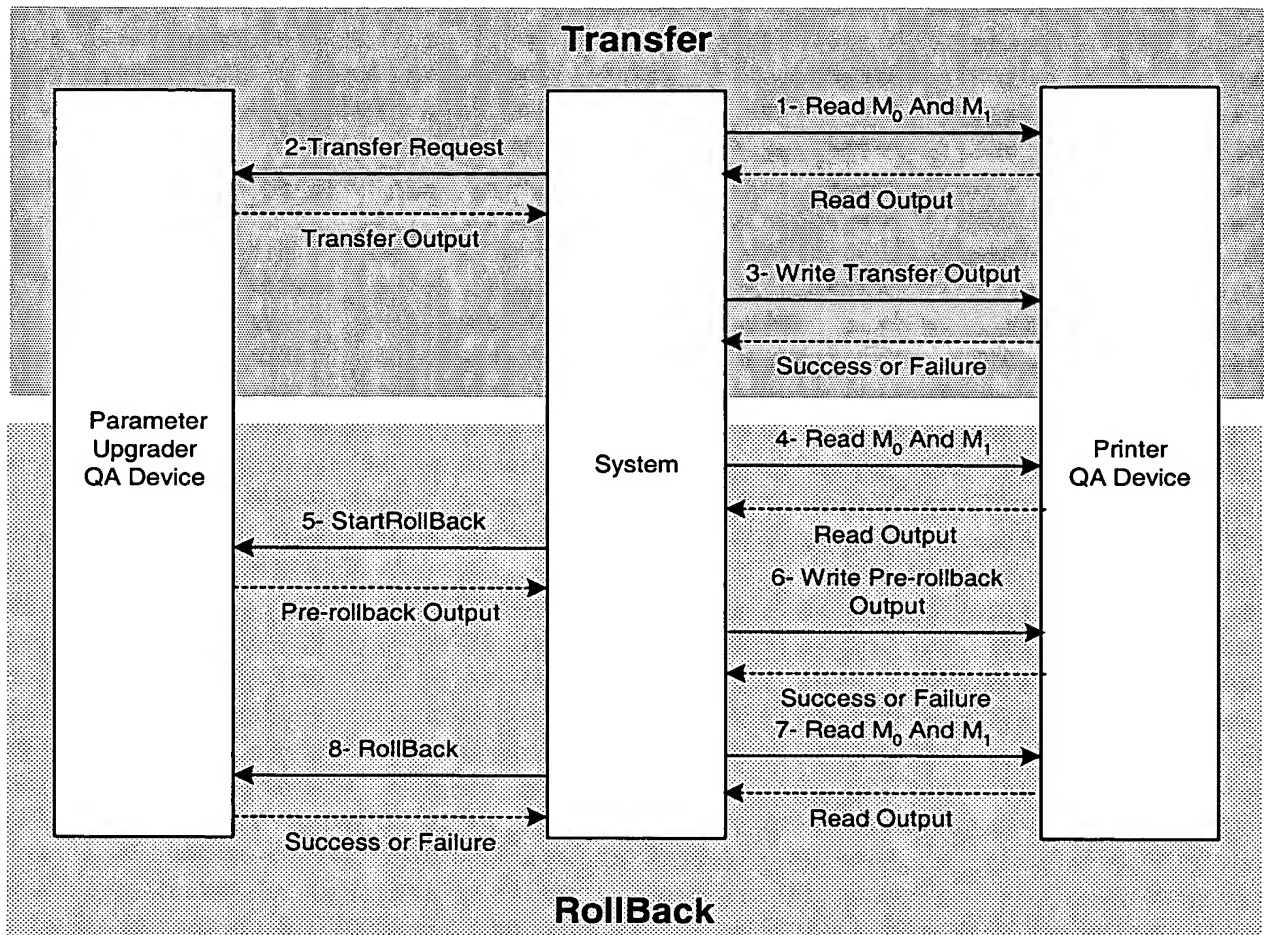 Transfer
1- Read M₀ And M₁
2-Transfer Request
Read Output
Transfer Output
3- Write Transfer Output
Success or Failure
Parameter
Upgrader
QA Device
System
Printer
QA Device
4- Read M₀ And M₁
Read Output
5- StartRollBack
Pre-rollback Output
6- Write Pre-rollback
Output
Success or Failure
7- Read M₀ And M₁
8- RollBack
Read Output
Success or Failure
RollBack